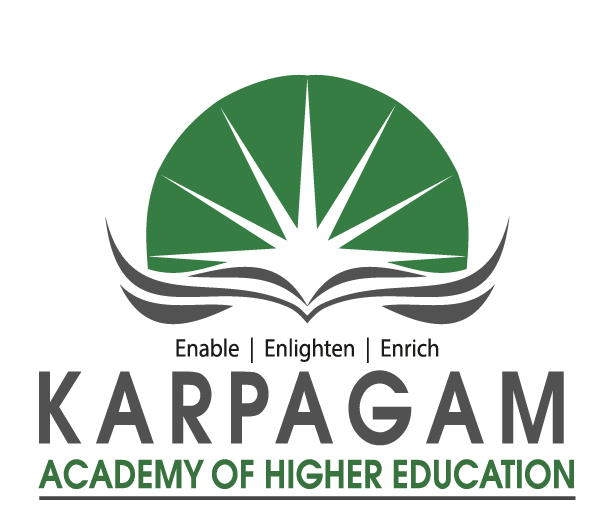 Enable | Enlighten | Enrich
KARPAGAM
ACADEMY OF HIGHER EDUCATION